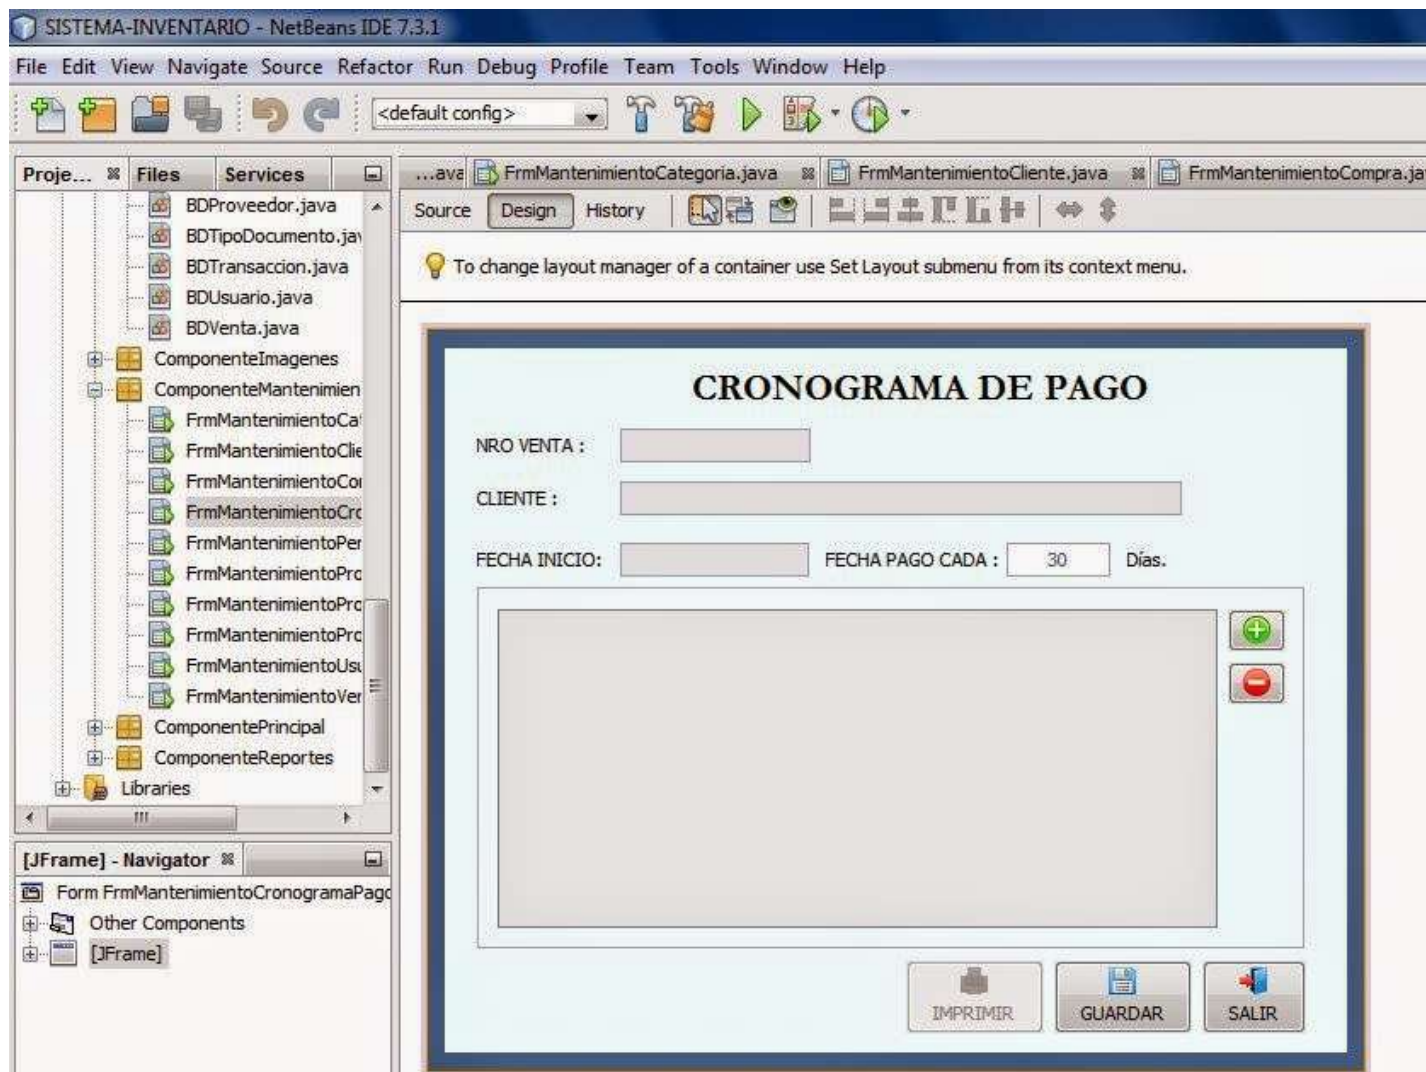 SISTEMA-INVENTARIO - NetBeans IDE 7.3.1
File Edit View Navigate Source Refactor Run Debug Profile Team Tools Window Help
<default config>
Proje... Files Services
...ava FrmMantenimientoCategoria.java FrmMantenimientoCliente.java FrmMantenimientoCompra.ja
Source Design History
To change layout manager of a container use Set Layout submenu from its context menu.
BDProveedor.java
BDTipoDocumento.jav
BDTransaccion.java
BDUsuario.java
BDVenta.java
ComponenteImagenes
ComponenteMantenimien
FrmMantenimientoCa
FrmMantenimientoClie
FrmMantenimientoCo
FrmMantenimientoCro
FrmMantenimientoPer
FrmMantenimientoPro
FrmMantenimientoPro
FrmMantenimientoPro
FrmMantenimientoUsu
FrmMantenimientoVer
ComponentePrincipal
ComponenteReportes
Libraries
[JFrame] - Navigator
Form FrmMantenimientoCronogramaPago
Other Components
[JFrame]
CRONOGRAMA DE PAGO
NRO VENTA :
CLIENTE :
FECHA INICIO: FECHA PAGO CADA : 30 Días.
IMPRIMIR GUARDAR SALIR